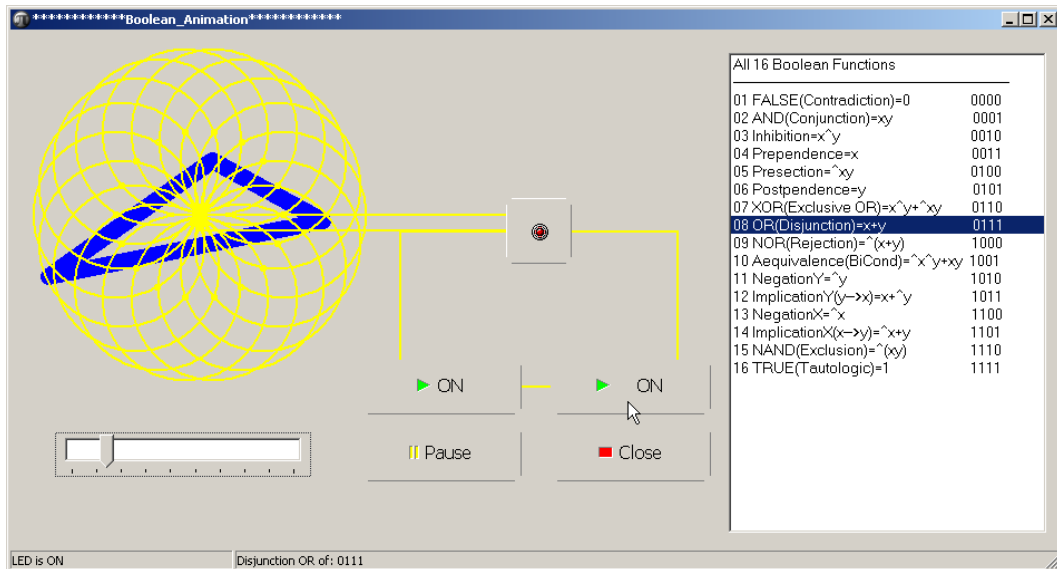 *************Boolean_Animation*************
All 16 Boolean Functions
01 FALSE(Contradiction)=0 0000
02 AND(Conjunction)=xy 0001
03 Inhibition=x^y 0010
04 Prependence=x 0011
05 Presection=^xy 0100
06 Postpendence=y 0101
07 XOR(Exclusive OR)=x^y+^xy 0110
08 OR(Disjunction)=x+y 0111
09 NOR(Rejection)=^(x+y) 1000
10 Aequivalence(BiCond)=^x^y+xy 1001
11 NegationY=^y 1010
12 ImplicationY(y–>x)=x+^y 1011
13 NegationX=^x 1100
14 ImplicationX(x–>y)=^x+y 1101
15 NAND(Exclusion)=^(xy) 1110
16 TRUE(Tautologic)=1 1111
ON ON
Pause Close
LED is ON Disjunction OR of: 0111